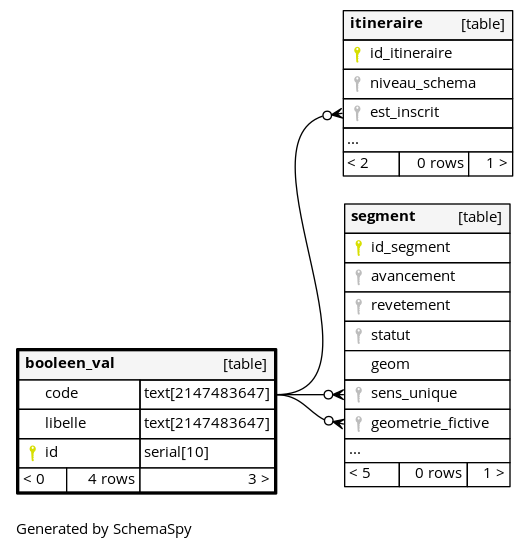 itineraire [table]
id_itineraire
niveau_schema
est_inscrit
...
< 2 0 rows 1 >
segment [table]
id_segment
avancement
revetement
statut
geom
sens_unique
geometrie_fictive
...
< 5 0 rows 1 >
booleen_val [table]
code text[2147483647]
libelle text[2147483647]
id serial[10]
< 0 4 rows 3 >
Generated by SchemaSpy